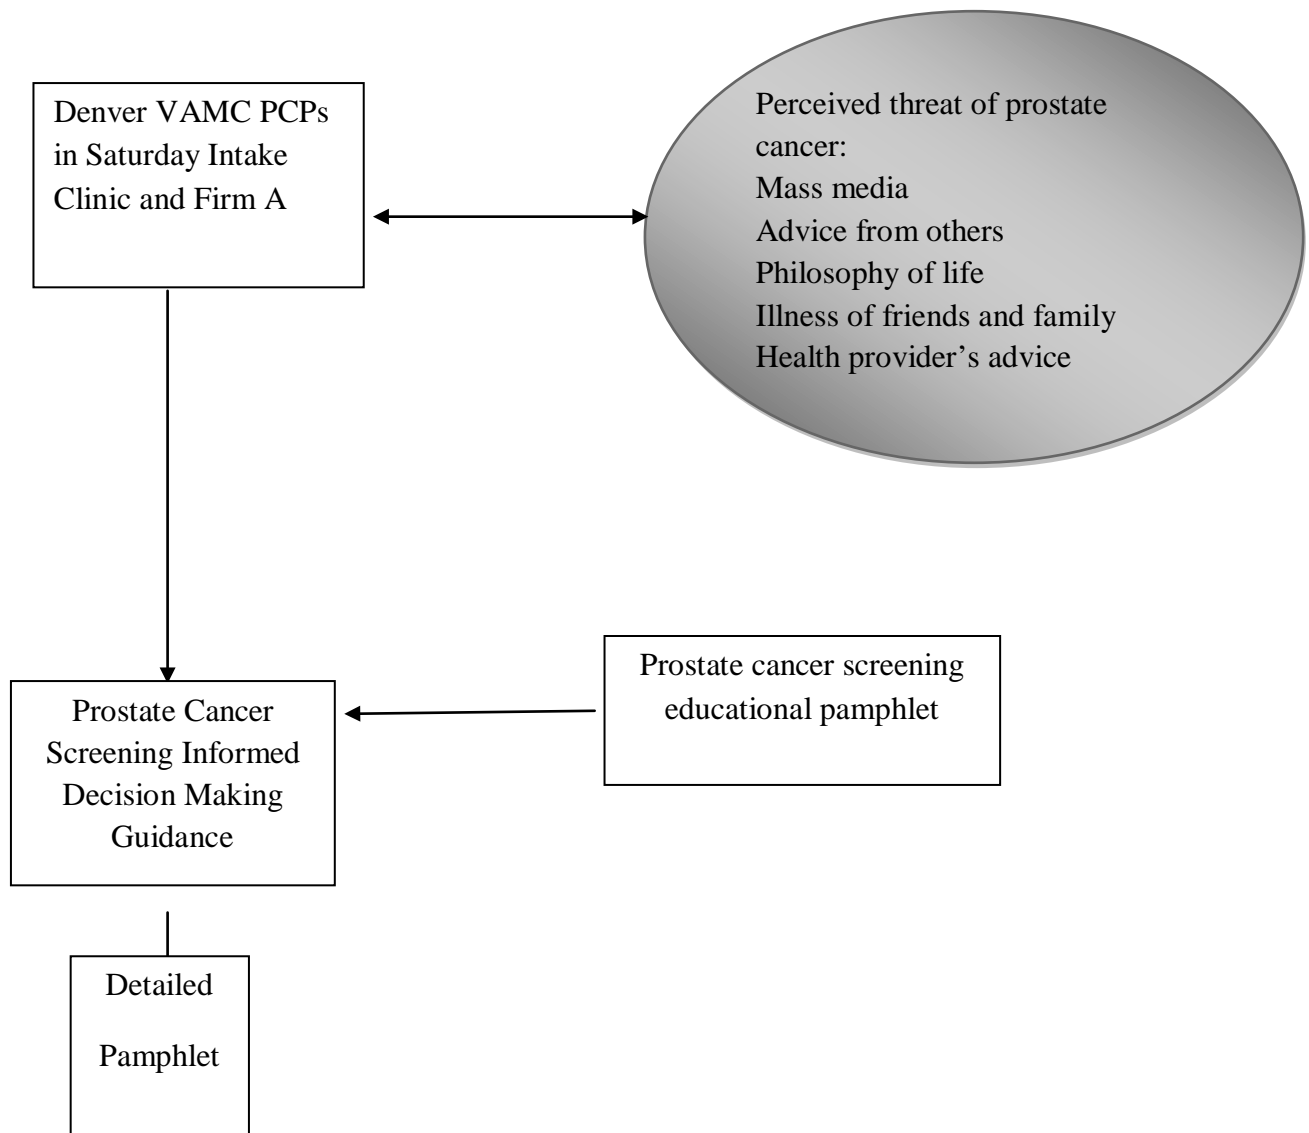 Denver VAMC PCPs
in Saturday Intake
Clinic and Firm A
Perceived threat of prostate
cancer:
Mass media
Advice from others
Philosophy of life
Illness of friends and family
Health provider’s advice
Prostate cancer screening
educational pamphlet
Prostate Cancer
Screening Informed
Decision Making
Guidance
Detailed
Pamphlet